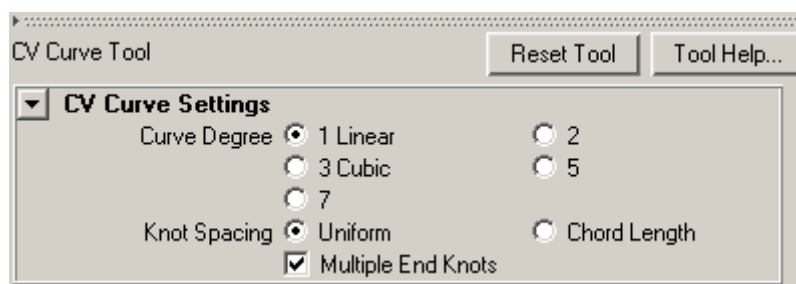 CV Curve Tool Reset Tool Tool Help...
CV Curve Settings
Curve Degree 1 Linear 2
3 Cubic 5
7
Knot Spacing Uniform Chord Length
Multiple End Knots